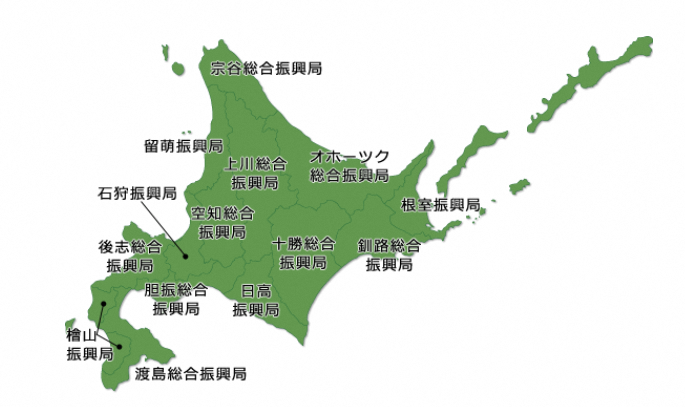 宗谷総合振興局
留萌振興局
上川総合
振興局
オホーツク
総合振興局
石狩振興局
空知総合
振興局
根室振興局
後志総合
振興局
十勝総合
振興局
釧路総合
振興局
胆振総合
振興局
日高
振興局
檜山
振興局
渡島総合振興局